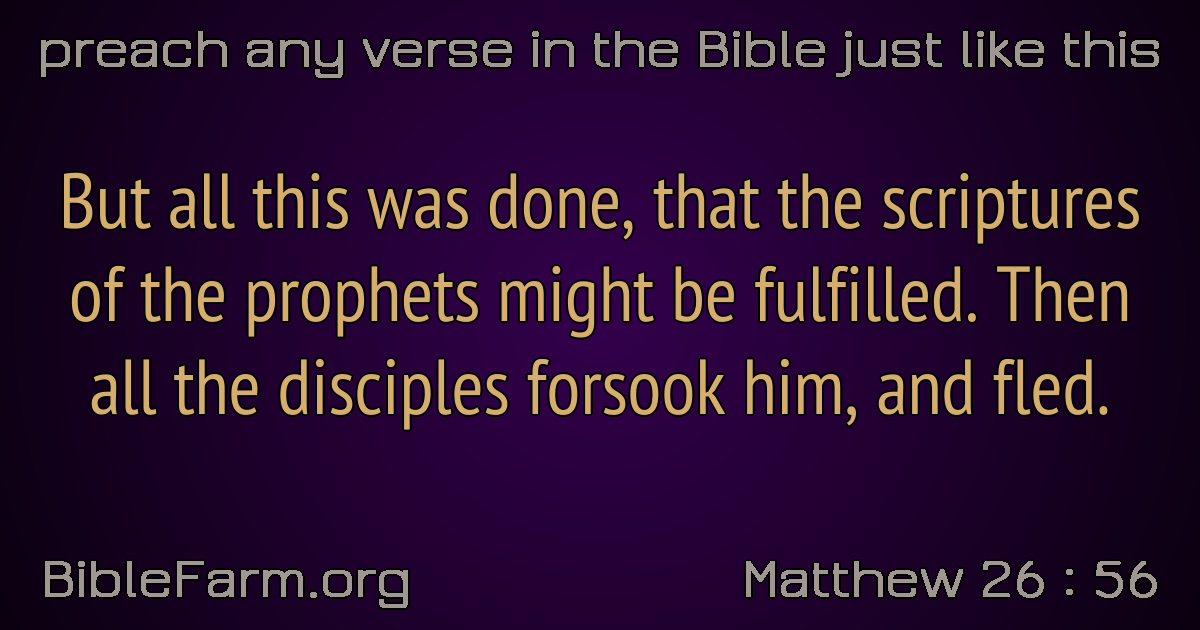 preach any verse in the Bible just like this
But all this was done, that the scriptures
of the prophets might be fulfilled. Then
all the disciples forsook him, and fled.
BibleFarm.org
Matthew 26 : 56